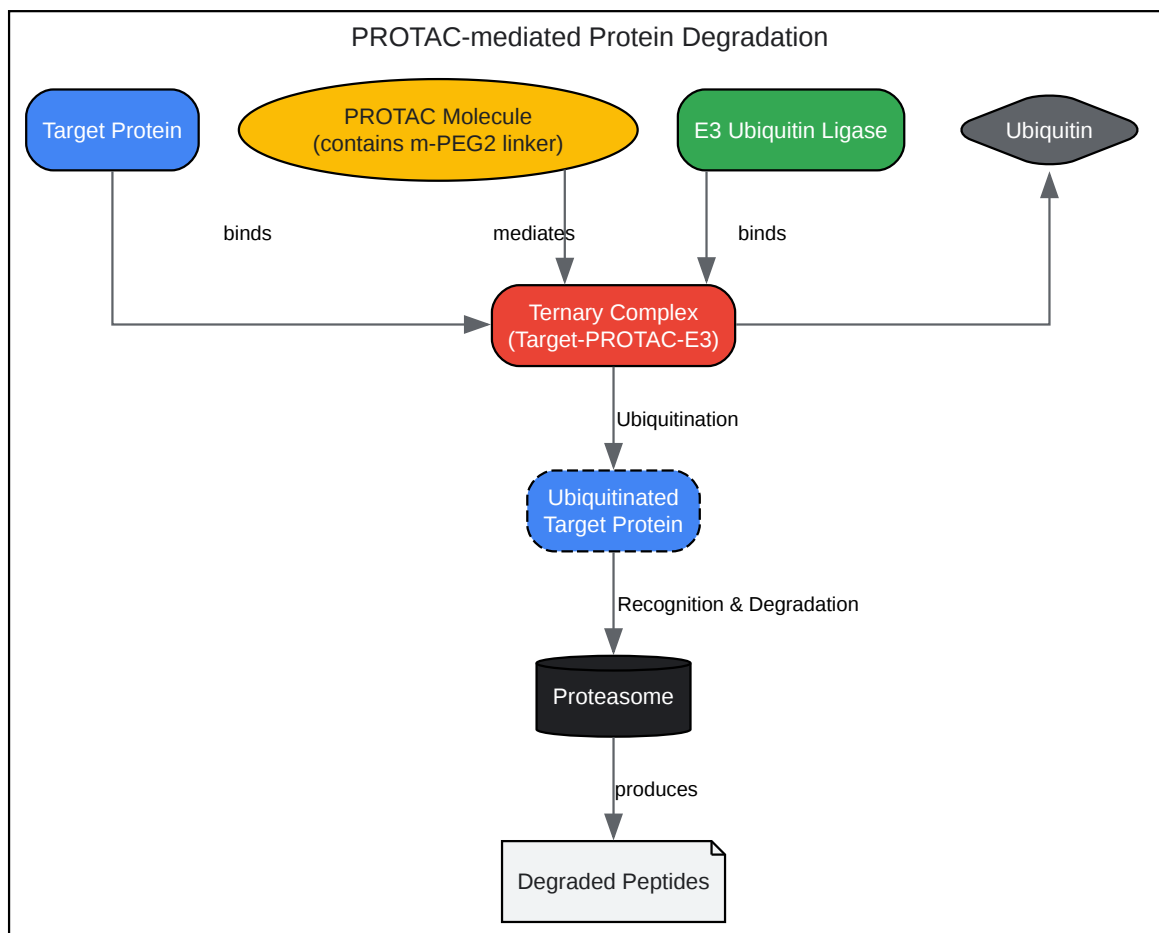 PROTAC-mediated Protein Degradation
Target Protein
PROTAC Molecule
(contains m-PEG2 linker)
E3 Ubiquitin Ligase
Ubiquitin
binds
mediates
binds
Ternary Complex
(Target-PROTAC-E3)
Ubiquitination
Ubiquitinated
Target Protein
Recognition & Degradation
Proteasome
produces
Degraded Peptides